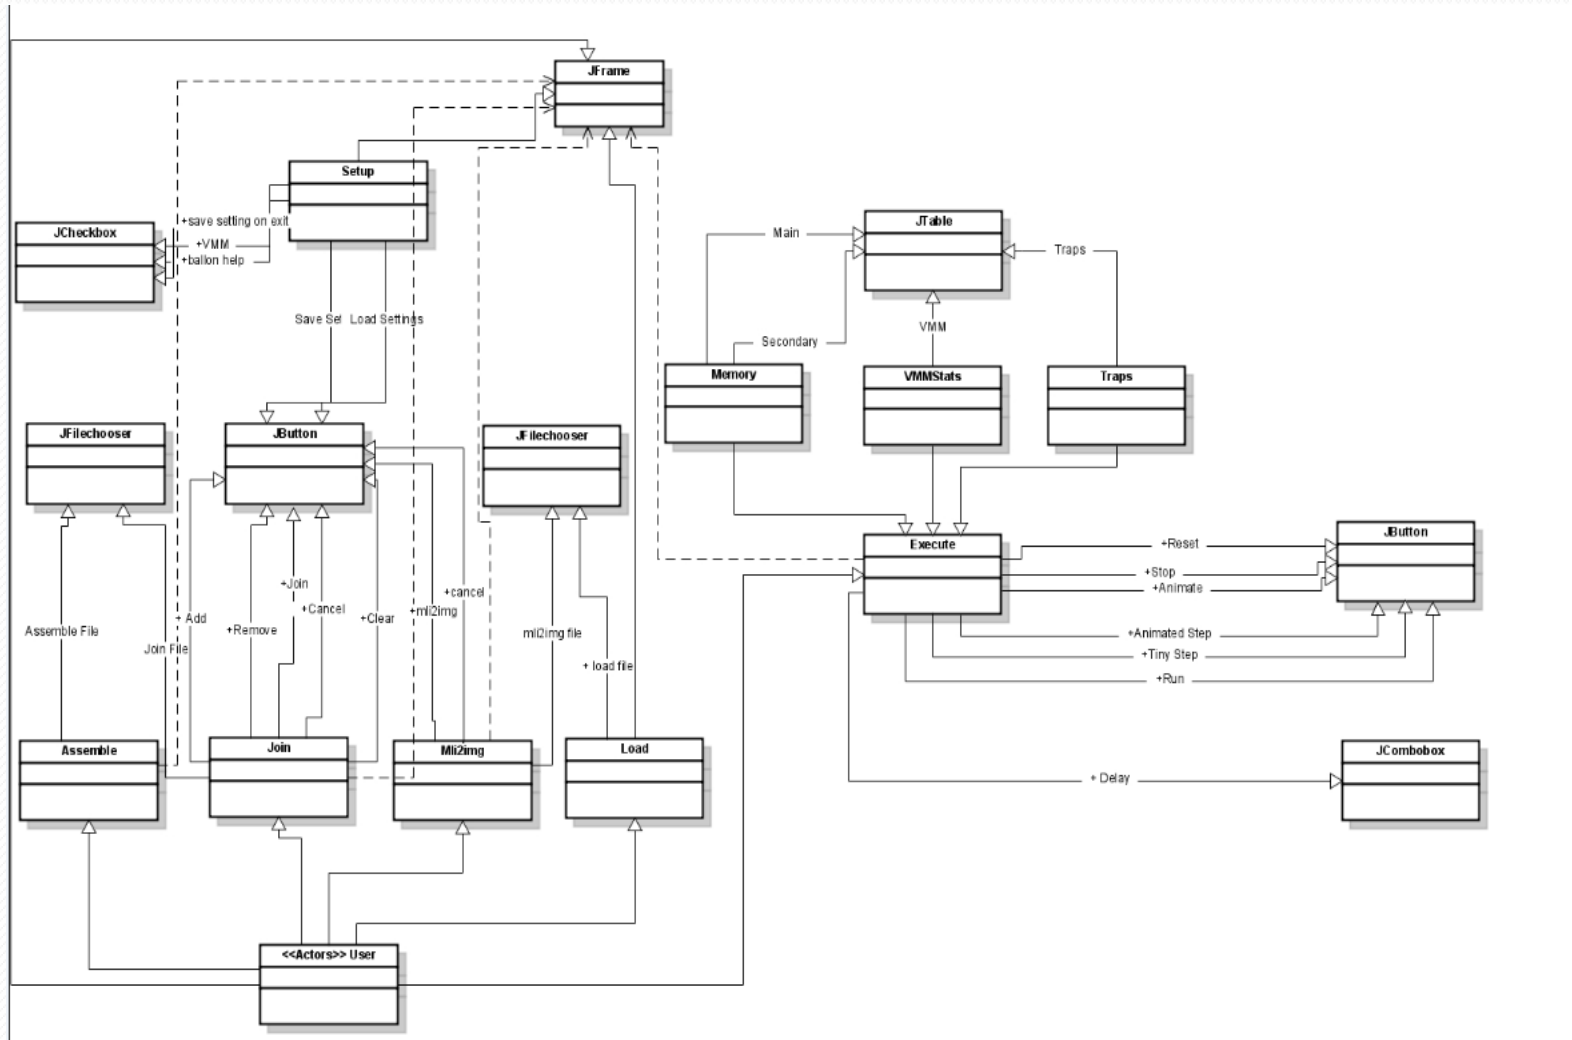 JFrame
Setup
+save setting on exit
JCheckbox
+VMM
+ballon help
JTable
Main
Traps
Save Set
Load Settings
VMM
Secondary
Memory
VMMStats
Traps
JFilechooser
JButton
JFilechooser
Execute
JButton
+Reset
+Stop
+Animate
+Join
+cancel
+Cancel
+mli2img
+ Add
+Clear
+Remove
Assemble File
mli2img file
+Animated Step
Join File
+Tiny Step
+ load file
+Run
Assemble
Join
Mli2img
Load
JCombobox
+ Delay
<<Actors>> User